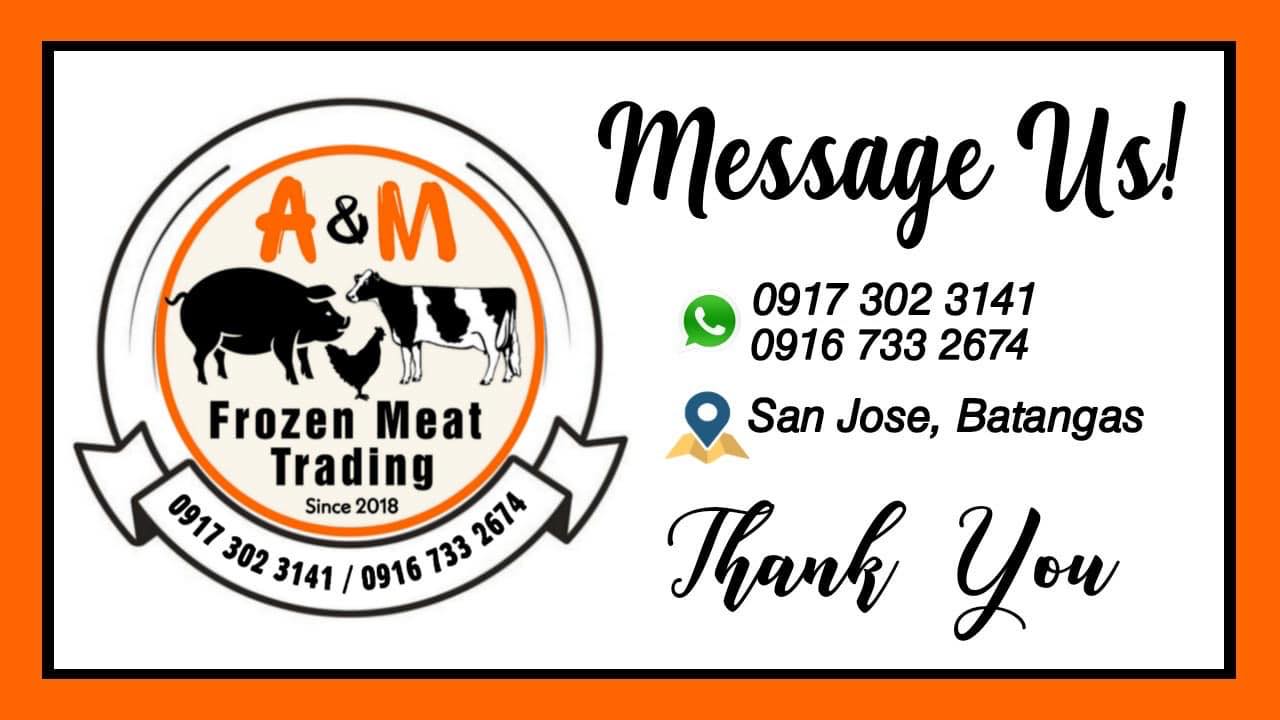 A&M
Frozen Meat
Trading
Since 2018
0917 302 3141 / 0916 733 2674
Message Us!
0917 302 3141
0916 733 2674
San Jose, Batangas
Thank You